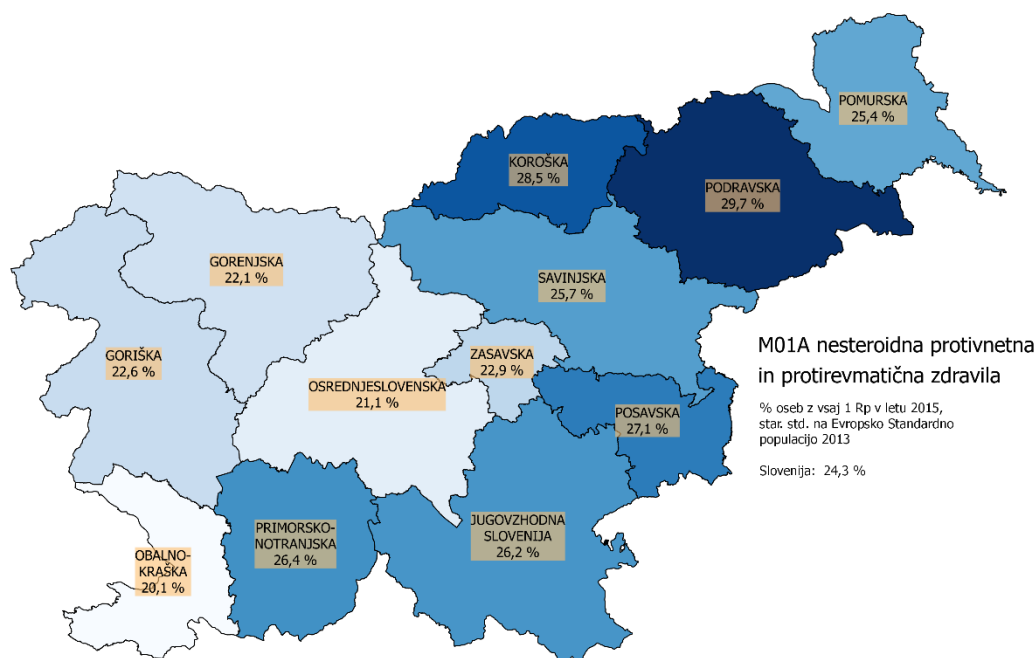 POMURSKA
25,4 %
KOROŠKA
28,5 %
PODRAVSKA
29,7 %
GORENJSKA
22,1 %
SAVINJSKA
25,7 %
GORIŠKA
22,6 %
ZASAVSKA
22,9 %
OSREDNJESLOVENSKA
21,1 %
POSAVSKA
27,1 %
M01A nesteroidna protivnetna
in protirevmatična zdravila
% oseb z vsaj 1 Rp v letu 2015,
star. std. na Evropsko Standardno
populacijo 2013
Slovenija: 24,3 %
PRIMORSKO-
NOTRANJSKA
26,4 %
JUGOVZHODNA
SLOVENIJA
26,2 %
OBALNO-
KRAŠKA
20,1 %